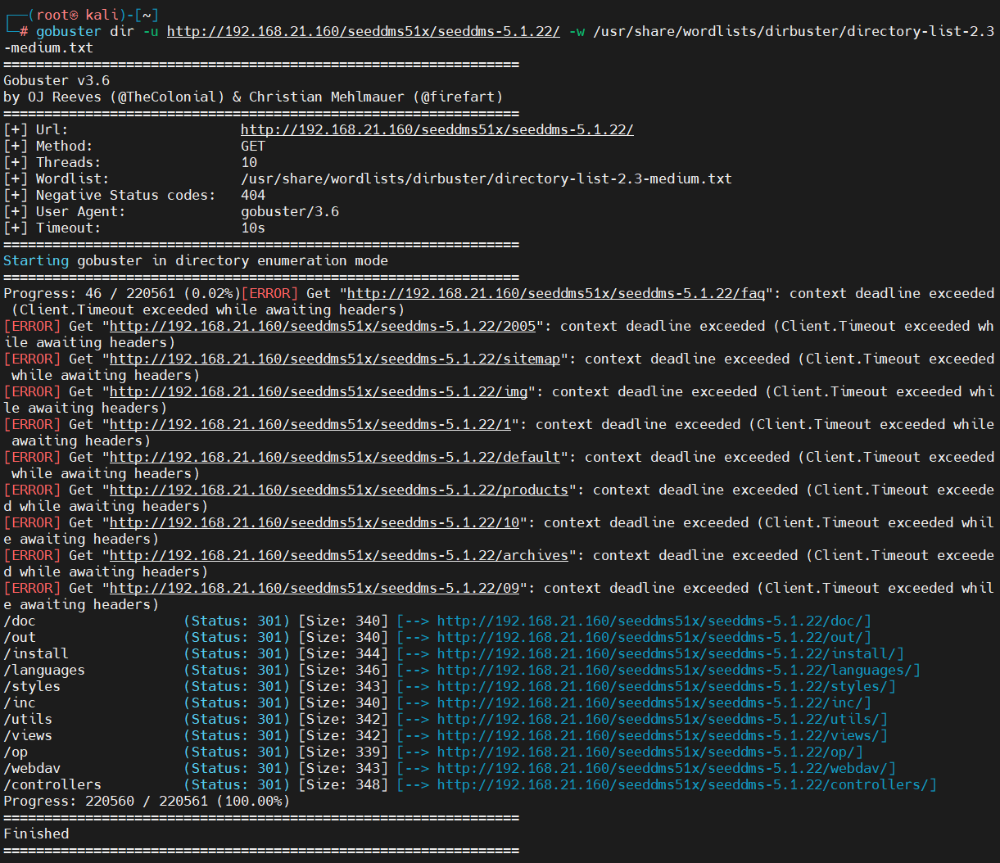 ┌──(root㉿ kali)-[~]
└─# gobuster dir -u http://192.168.21.160/seeddms51x/seeddms-5.1.22/ -w /usr/share/wordlists/dirbuster/directory-list-2.3
-medium.txt
===============================================================
Gobuster v3.6
by OJ Reeves (@TheColonial) & Christian Mehlmauer (@firefart)
===============================================================
[+] Url:                     http://192.168.21.160/seeddms51x/seeddms-5.1.22/
[+] Method:                  GET
[+] Threads:                 10
[+] Wordlist:                /usr/share/wordlists/dirbuster/directory-list-2.3-medium.txt
[+] Negative Status codes:   404
[+] User Agent:              gobuster/3.6
[+] Timeout:                 10s
===============================================================
Starting gobuster in directory enumeration mode
===============================================================
Progress: 46 / 220561 (0.02%)[ERROR] Get "http://192.168.21.160/seeddms51x/seeddms-5.1.22/faq": context deadline exceeded
 (Client.Timeout exceeded while awaiting headers)
[ERROR] Get "http://192.168.21.160/seeddms51x/seeddms-5.1.22/2005": context deadline exceeded (Client.Timeout exceeded wh
ile awaiting headers)
[ERROR] Get "http://192.168.21.160/seeddms51x/seeddms-5.1.22/sitemap": context deadline exceeded (Client.Timeout exceeded
 while awaiting headers)
[ERROR] Get "http://192.168.21.160/seeddms51x/seeddms-5.1.22/img": context deadline exceeded (Client.Timeout exceeded whi
le awaiting headers)
[ERROR] Get "http://192.168.21.160/seeddms51x/seeddms-5.1.22/1": context deadline exceeded (Client.Timeout exceeded while
 awaiting headers)
[ERROR] Get "http://192.168.21.160/seeddms51x/seeddms-5.1.22/default": context deadline exceeded (Client.Timeout exceeded
 while awaiting headers)
[ERROR] Get "http://192.168.21.160/seeddms51x/seeddms-5.1.22/products": context deadline exceeded (Client.Timeout exceede
d while awaiting headers)
[ERROR] Get "http://192.168.21.160/seeddms51x/seeddms-5.1.22/10": context deadline exceeded (Client.Timeout exceeded whil
e awaiting headers)
[ERROR] Get "http://192.168.21.160/seeddms51x/seeddms-5.1.22/archives": context deadline exceeded (Client.Timeout exceede
d while awaiting headers)
[ERROR] Get "http://192.168.21.160/seeddms51x/seeddms-5.1.22/09": context deadline exceeded (Client.Timeout exceeded whil
e awaiting headers)
/doc                  (Status: 301) [Size: 340] [--> http://192.168.21.160/seeddms51x/seeddms-5.1.22/doc/]
/out                  (Status: 301) [Size: 340] [--> http://192.168.21.160/seeddms51x/seeddms-5.1.22/out/]
/install              (Status: 301) [Size: 344] [--> http://192.168.21.160/seeddms51x/seeddms-5.1.22/install/]
/languages            (Status: 301) [Size: 346] [--> http://192.168.21.160/seeddms51x/seeddms-5.1.22/languages/]
/styles               (Status: 301) [Size: 343] [--> http://192.168.21.160/seeddms51x/seeddms-5.1.22/styles/]
/inc                  (Status: 301) [Size: 340] [--> http://192.168.21.160/seeddms51x/seeddms-5.1.22/inc/]
/utils                (Status: 301) [Size: 342] [--> http://192.168.21.160/seeddms51x/seeddms-5.1.22/utils/]
/views                (Status: 301) [Size: 342] [--> http://192.168.21.160/seeddms51x/seeddms-5.1.22/views/]
/op                   (Status: 301) [Size: 339] [--> http://192.168.21.160/seeddms51x/seeddms-5.1.22/op/]
/webdav               (Status: 301) [Size: 343] [--> http://192.168.21.160/seeddms51x/seeddms-5.1.22/webdav/]
/controllers          (Status: 301) [Size: 348] [--> http://192.168.21.160/seeddms51x/seeddms-5.1.22/controllers/]
Progress: 220560 / 220561 (100.00%)
===============================================================
Finished
===============================================================